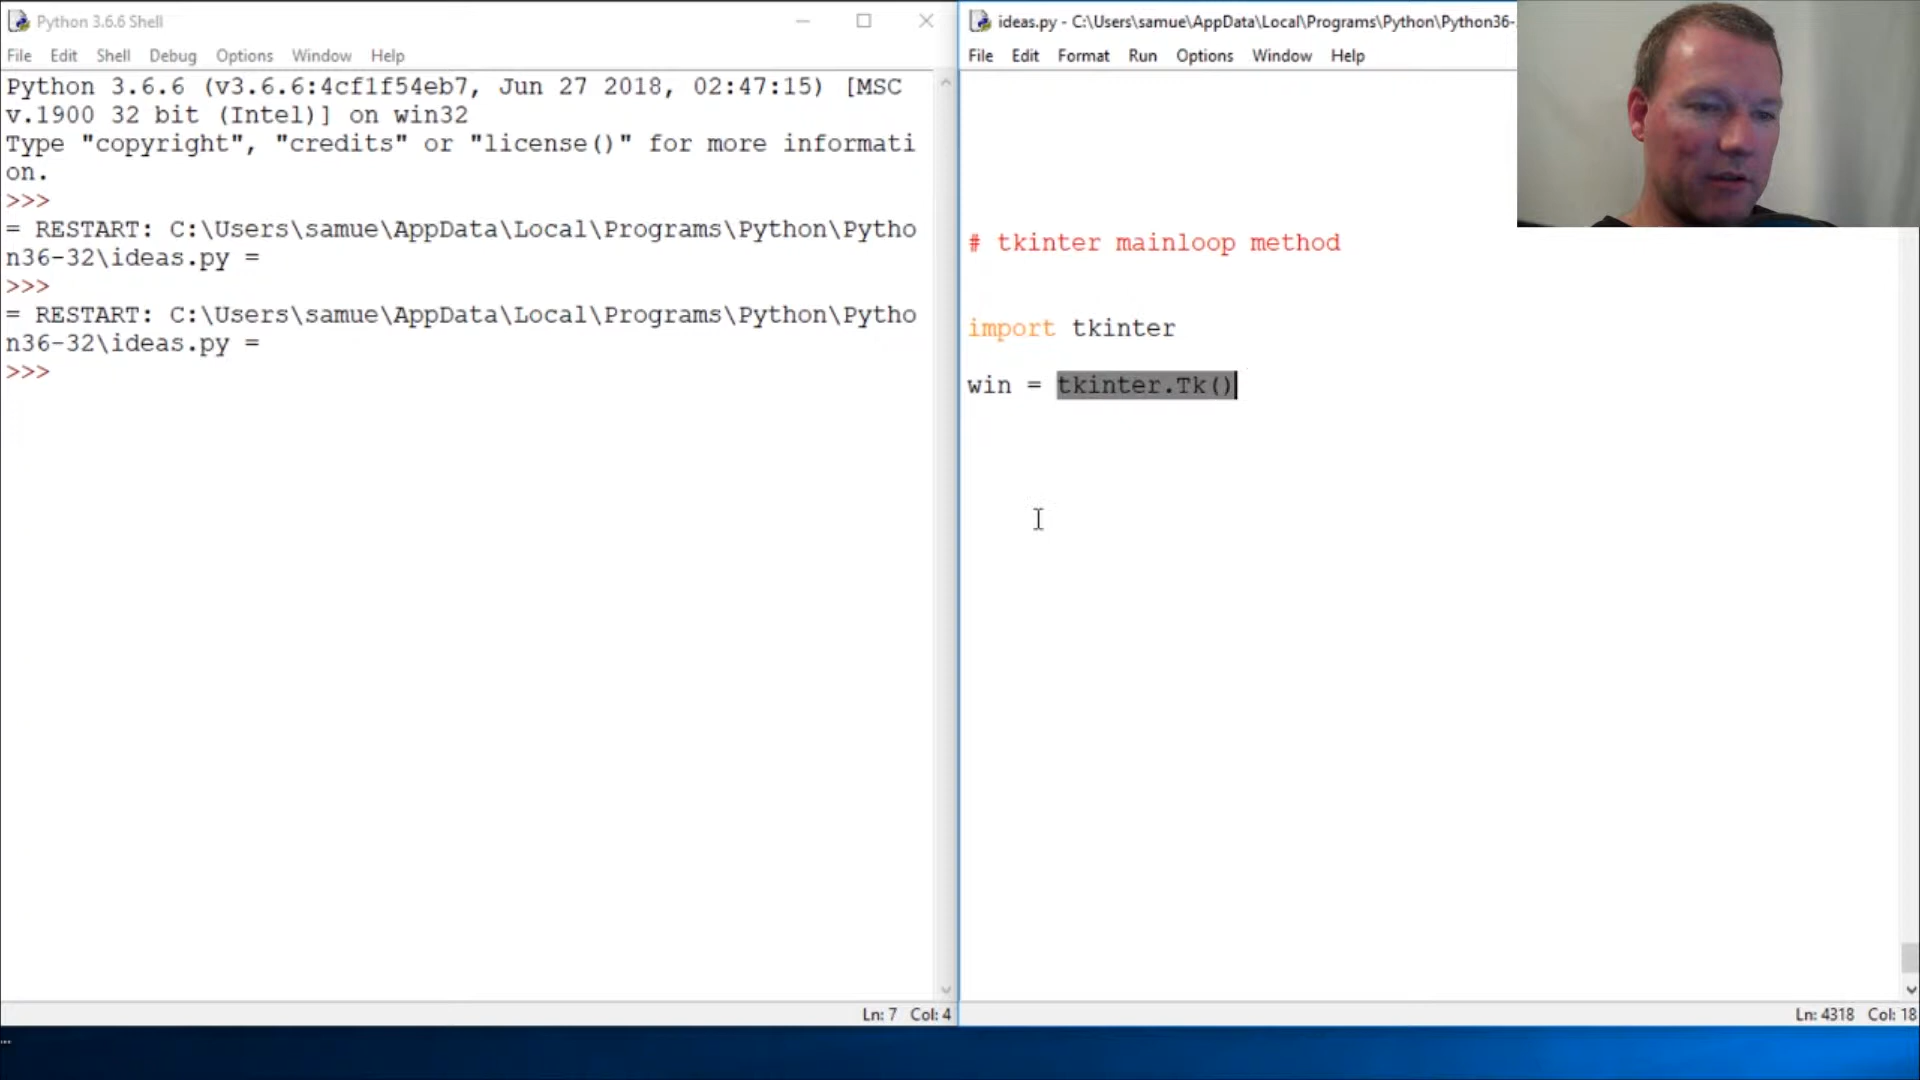 Python 3.6.6 Shell
File Edit Shell Debug Options Window Help
Python 3.6.6 (v3.6.6:4cf1f54eb7, Jun 27 2018, 02:47:15) [MSC
v.1900 32 bit (Intel)] on win32
Type "copyright", "credits" or "license()" for more informati
on.
>>>
= RESTART: C:\Users\samue\AppData\Local\Programs\Python\Pytho
n36-32\ideas.py =
>>>
= RESTART: C:\Users\samue\AppData\Local\Programs\Python\Pytho
n36-32\ideas.py =
>>>
Ln: 7 Col: 4
ideas.py - C:\Users\samue\AppData\Local\Programs\Python\Python36-
File Edit Format Run Options Window Help
# tkinter mainloop method
import tkinter
win = tkinter.Tk()
Ln: 4318 Col: 18